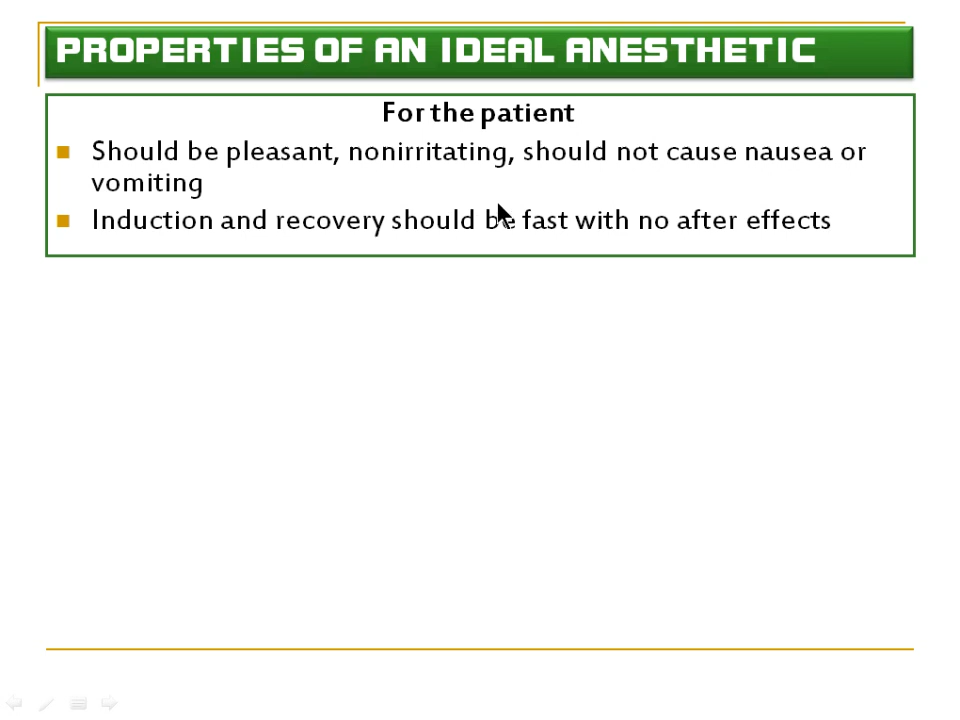 PROPERTIES OF AN IDEAL ANESTHETIC
For the patient
Should be pleasant, nonirritating, should not cause nausea or
vomiting
Induction and recovery should be fast with no after effects